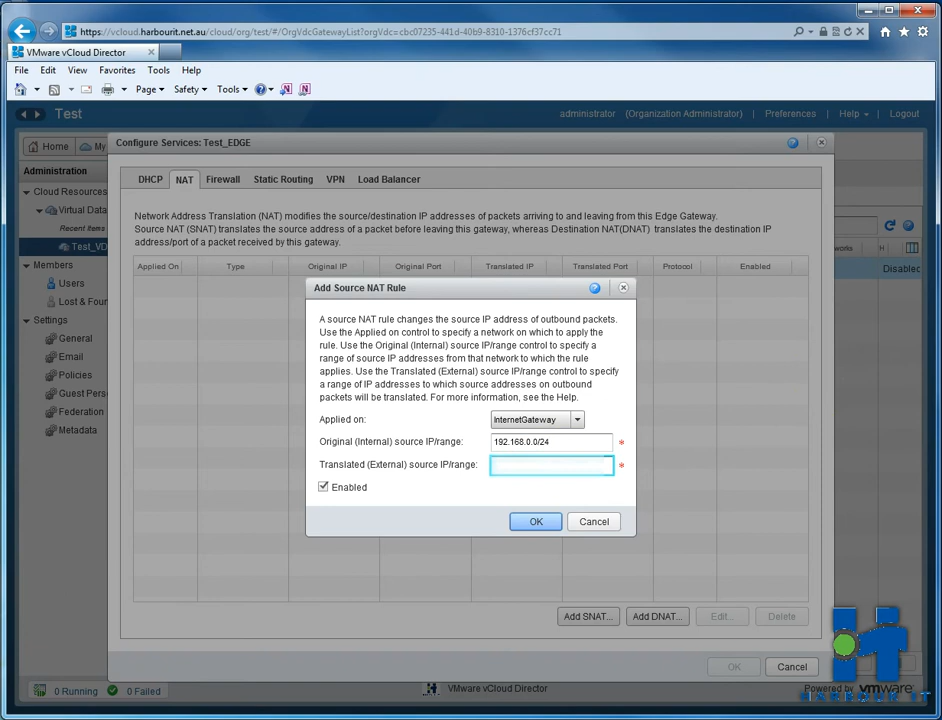 https://vcloud.harbourit.net.au/cloud/org/test/#/OrgVdcGatewayList?orgVdc=cbc07235-441d-40b9-8310-1376cf37cc71
VMware vCloud Director
File Edit View Favorites Tools Help
Page Safety Tools
Test
administrator (Organization Administrator) Preferences Help Logout
Home My
Configure Services: Test_EDGE
Administration
DHCP NAT Firewall Static Routing VPN Load Balancer
Cloud Resources
Virtual Data
Recent Items
Test_VD
Members
Users
Lost & Foun
Settings
General
Email
Policies
Guest Pers
Federation
Metadata
Network Address Translation (NAT) modifies the source/destination IP addresses of packets arriving to and leaving from this Edge Gateway.
Source NAT (SNAT) translates the source address of a packet before leaving this gateway, whereas Destination NAT(DNAT) translates the destination IP
address/port of a packet received by this gateway.
Applied On Type Original IP Original Port Translated IP Translated Port Protocol Enabled
works H
Disabled
Add Source NAT Rule
A source NAT rule changes the source IP address of outbound packets.
Use the Applied on control to specify a network on which to apply the
rule. Use the Original (Internal) source IP/range control to specify a
range of source IP addresses from that network to which the rule
applies. Use the Translated (External) source IP/range control to specify
a range of IP addresses to which source addresses on outbound
packets will be translated. For more information, see the Help.
Applied on: InternetGateway
Original (Internal) source IP/range: 192.168.0.0/24 *
Translated (External) source IP/range: *
Enabled
OK Cancel
Add SNAT... Add DNAT... Edit... Delete
OK Cancel
0 Running 0 Failed
VMware vCloud Director
Powered by vmware
HARBOUR IT